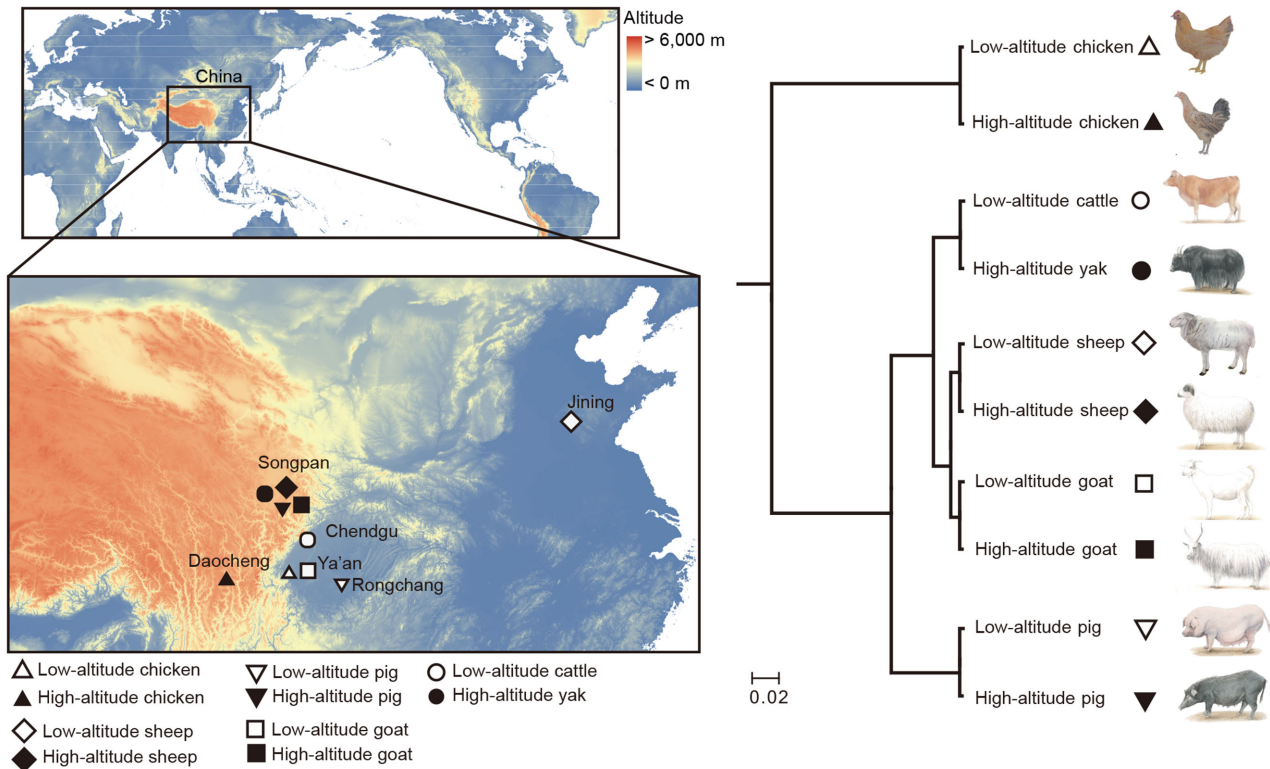 Altitude
> 6,000 m
< 0 m
China
Jining
Songpan
Chendgu
Daocheng
Ya'an
Rongchang
Low-altitude chicken
High-altitude chicken
Low-altitude sheep
High-altitude sheep
Low-altitude pig
High-altitude pig
Low-altitude goat
High-altitude goat
Low-altitude cattle
High-altitude yak
Low-altitude chicken
High-altitude chicken
Low-altitude cattle
High-altitude yak
Low-altitude sheep
High-altitude sheep
Low-altitude goat
High-altitude goat
Low-altitude pig
High-altitude pig
0.02